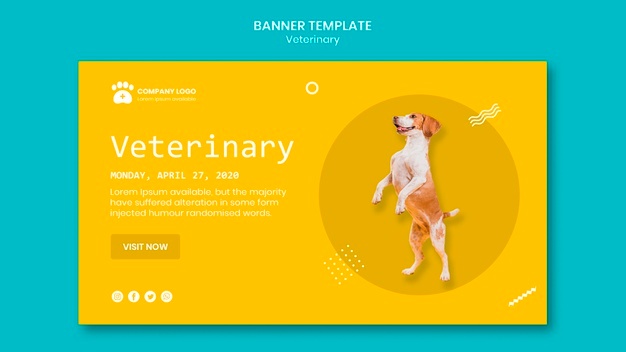 BANNER TEMPLATE
Veterinary
COMPANY LOGO
Lorem ipsum available
Veterinary
MONDAY, APRIL 27, 2020
Lorem ipsum available, but the majority
have suffered alteration in some form
injected humour randomised words.
VISIT NOW